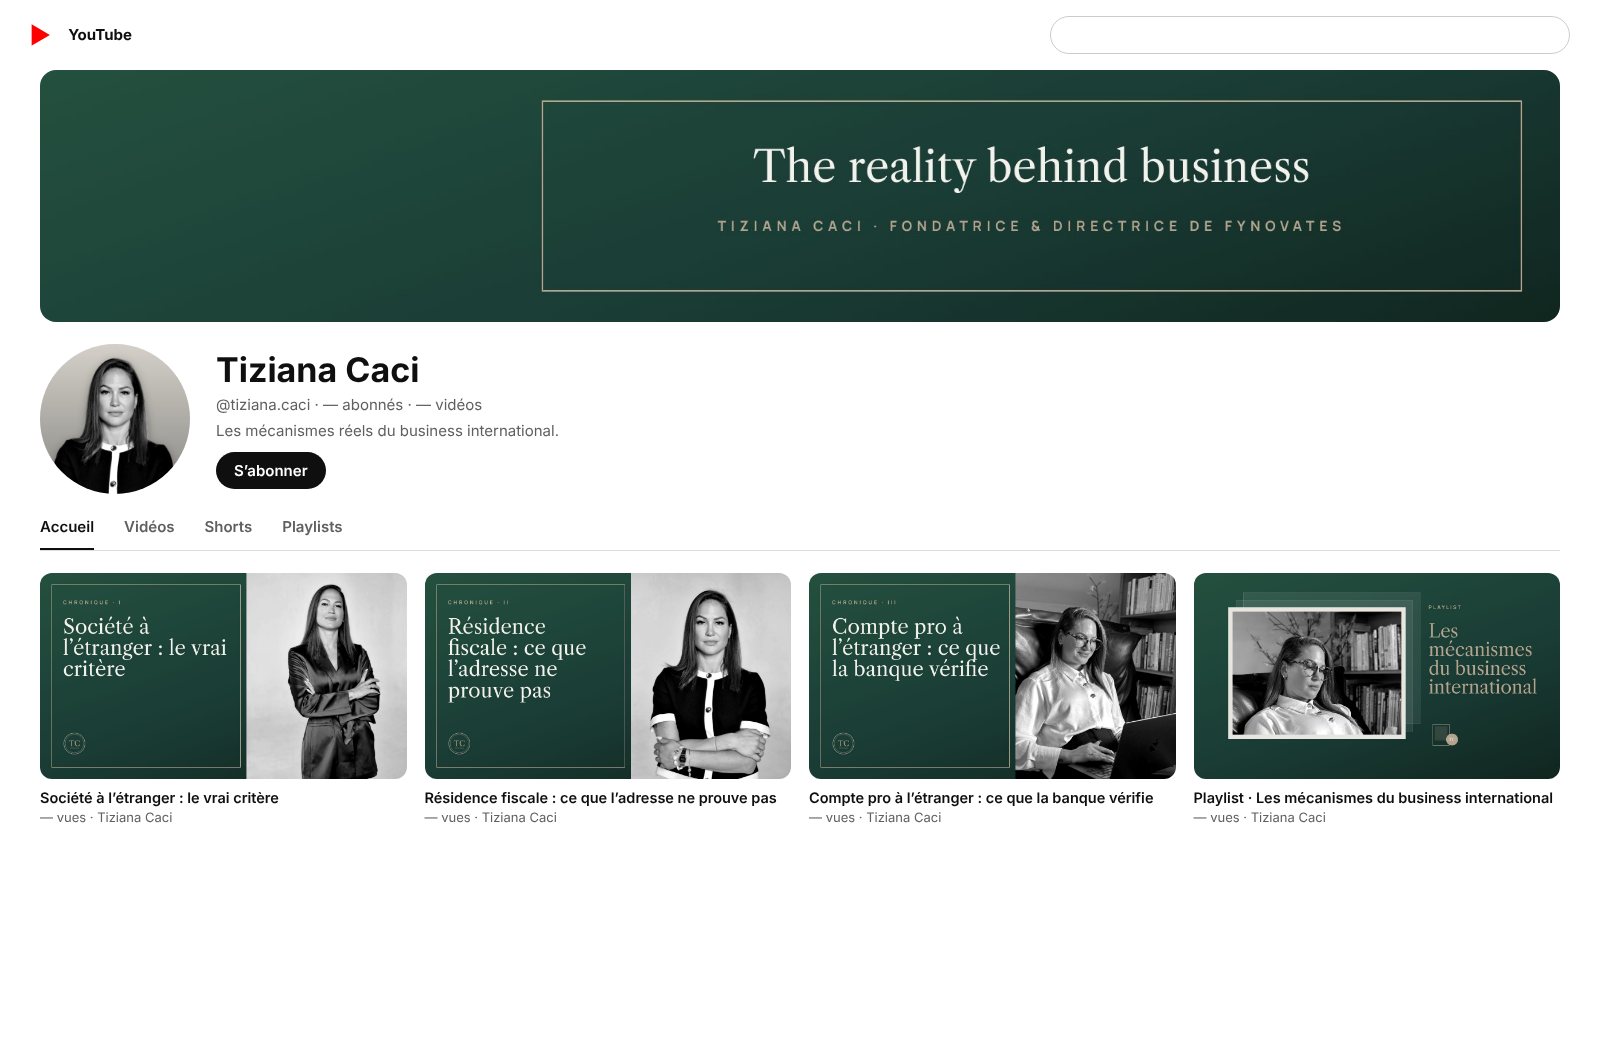 YouTube
The reality behind business
TIZIANA CACI · FONDATRICE & DIRECTRICE DE FYNOVATES
Tiziana Caci
@tiziana.caci · — abonnés · — vidéos
Les mécanismes réels du business international.
S’abonner
Accueil
Vidéos
Shorts
Playlists
CHRONIQUE · I
Société à
l’étranger : le vrai
critère
TC
CHRONIQUE · II
Résidence
fiscale : ce que
l’adresse ne
prouve pas
TC
CHRONIQUE · III
Compte pro à
l’étranger : ce que
la banque vérifie
TC
PLAYLIST
Les
mécanismes
du business
international
Société à l’étranger : le vrai critère
— vues · Tiziana Caci
Résidence fiscale : ce que l’adresse ne prouve pas
— vues · Tiziana Caci
Compte pro à l’étranger : ce que la banque vérifie
— vues · Tiziana Caci
Playlist · Les mécanismes du business international
— vues · Tiziana Caci